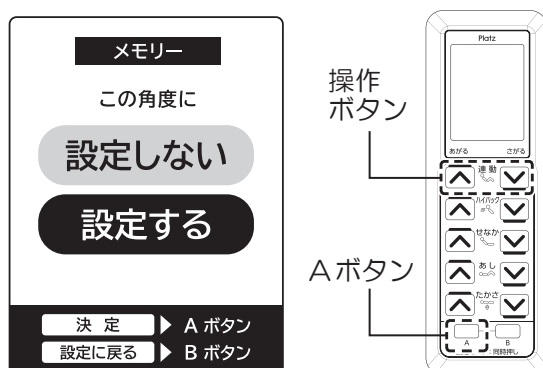 メモリー
この角度に
設定しない
設定する
決 定 Aボタン
設定に戻る Bボタン
操作
ボタン
Aボタン
Platz
あがる さがる
連動
ハイバック
せなか
あし
たかさ
A B
:同時押し